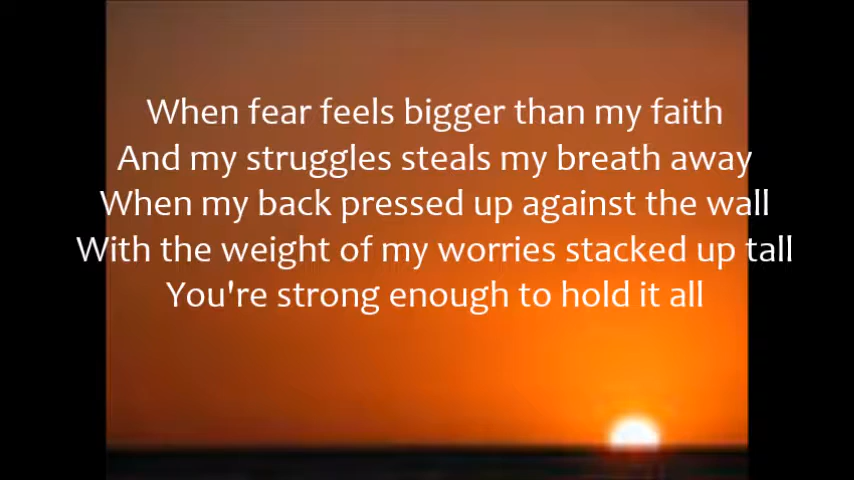 When fear feels bigger than my faith
And my struggles steals my breath away
When my back pressed up against the wall
With the weight of my worries stacked up tall
You're strong enough to hold it all